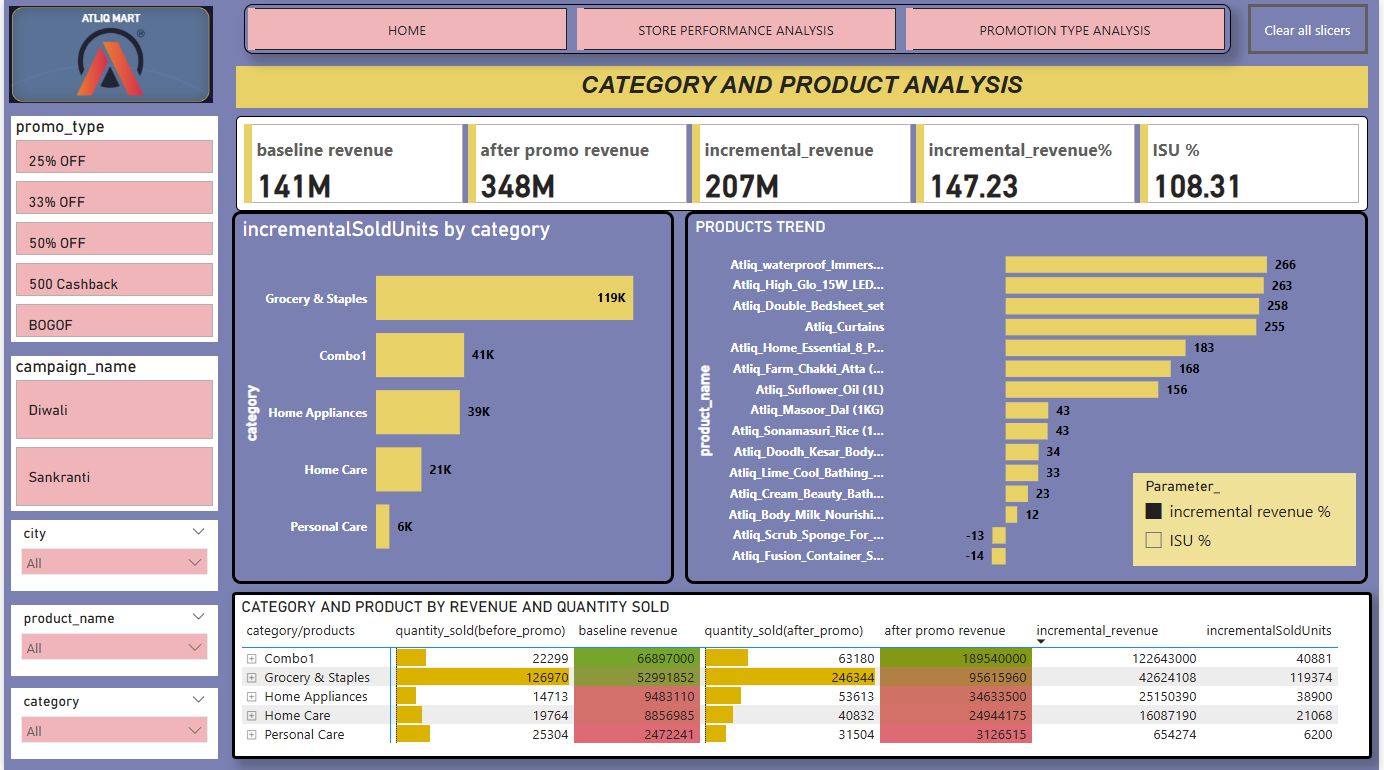 ATLIQ MART
®
HOME
STORE PERFORMANCE ANALYSIS
PROMOTION TYPE ANALYSIS
Clear all slicers
CATEGORY AND PRODUCT ANALYSIS
promo_type
25% OFF
33% OFF
50% OFF
500 Cashback
BOGOF
campaign_name
Diwali
Sankranti
city
All
product_name
All
category
All
baseline revenue
141M
after promo revenue
348M
incremental_revenue
207M
incremental_revenue%
147.23
ISU %
108.31
incrementalSoldUnits by category
category
Grocery & Staples 119K
Combo1 41K
Home Appliances 39K
Home Care 21K
Personal Care 6K
PRODUCTS TREND
product_name
Atliq_waterproof_Immers... 266
Atliq_High_Glo_15W_LED... 263
Atliq_Double_Bedsheet_set 258
Atliq_Curtains 255
Atliq_Home_Essential_8_P... 183
Atliq_Farm_Chakki_Atta (... 168
Atliq_Suflower_Oil (1L) 156
Atliq_Masoor_Dal (1KG) 43
Atliq_Sonamasuri_Rice (1... 43
Atliq_Doodh_Kesar_Body... 34
Atliq_Lime_Cool_Bathing_... 33
Atliq_Cream_Beauty_Bath... 23
Atliq_Body_Milk_Nourishi... 12
Atliq_Scrub_Sponge_For_... -13
Atliq_Fusion_Container_S... -14
Parameter_
incremental revenue %
ISU %
CATEGORY AND PRODUCT BY REVENUE AND QUANTITY SOLD
category/products quantity_sold(before_promo) baseline revenue quantity_sold(after_promo) after promo revenue incremental_revenue incrementalSoldUnits
Combo1 22299 66897000 63180 189540000 122643000 40881
Grocery & Staples 126970 52991852 246344 95615960 42624108 119374
Home Appliances 14713 9483110 53613 34633500 25150390 38900
Home Care 19764 8856985 40832 24944175 16087190 21068
Personal Care 25304 2472241 31504 3126515 654274 6200